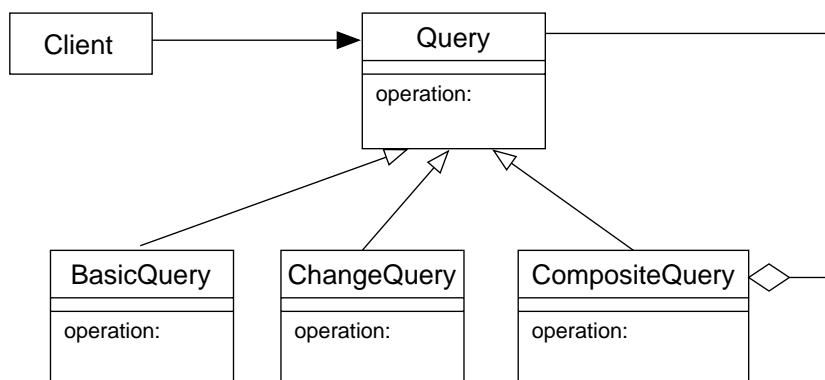 Client
Query
operation:
BasicQuery
ChangeQuery
CompositeQuery
operation:
operation:
operation: